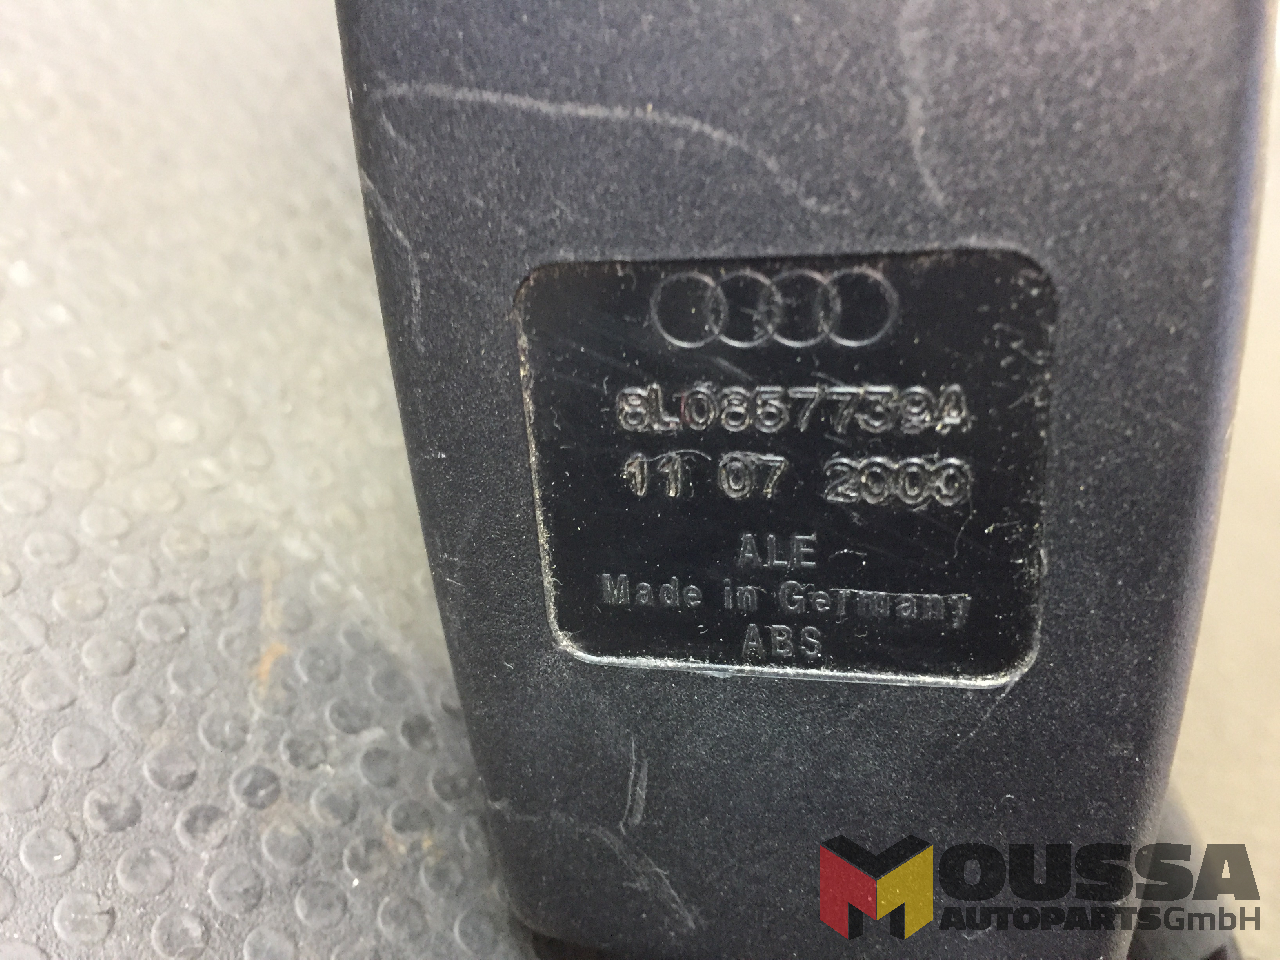 8L0857739A
11 07 2000
ALE
Made in Germany
ABS
MOUSSA
AUTOPARTS GmbH